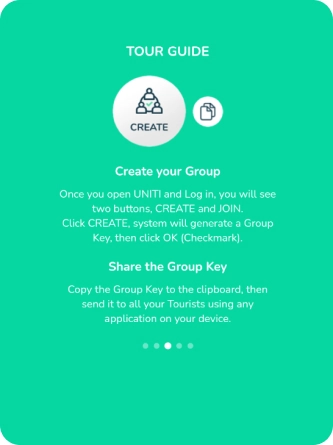 TOUR GUIDE
CREATE
Create your Group
Once you open UNITI and Log in, you will see
two buttons, CREATE and JOIN.
Click CREATE, system will generate a Group
Key, then click OK (Checkmark).
Share the Group Key
Copy the Group Key to the clipboard, then
send it to all your Tourists using any
application on your device.